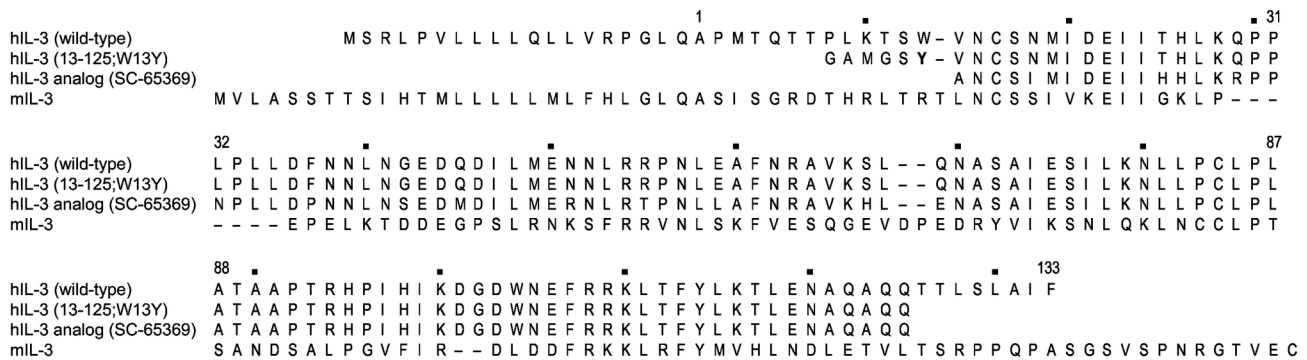 1 ▪ ▪ ▪ 31
hIL-3 (wild-type) M S R L P V L L L L Q L L V R P G L Q A P M T Q T T P L K T S W – V N C S N M I D E I I T H L K Q P P
hIL-3 (13-125;W13Y) G A M G S Y – V N C S N M I D E I I T H L K Q P P
hIL-3 analog (SC-65369) A N C S I M I D E I I H H L K R P P
mIL-3 M V L A S S T T S I H T M L L L L L M L F H L G L Q A S I S G R D T H R L T R T L N C S S I V K E I I G K L P – – –
32 ▪ ▪ ▪ ▪ ▪ 87
hIL-3 (wild-type) L P L L D F N N L N G E D Q D I L M E N N L R R P N L E A F N R A V K S L – – Q N A S A I E S I L K N L L P C L P L
hIL-3 (13-125;W13Y) L P L L D F N N L N G E D Q D I L M E N N L R R P N L E A F N R A V K S L – – Q N A S A I E S I L K N L L P C L P L
hIL-3 analog (SC-65369) N P L L D P N N L N S E D M D I L M E R N L R T P N L L A F N R A V K H L – – E N A S A I E S I L K N L L P C L P L
mIL-3 – – – – E P E L K T D D E G P S L R N K S F R R V N L S K F V E S Q G E V D P E D R Y V I K S N L Q K L N C C L P T
88 ▪ ▪ ▪ ▪ ▪ 133
hIL-3 (wild-type) A T A A P T R H P I H I K D G D W N E F R R K L T F Y L K T L E N A Q A Q Q T T L S L A I F
hIL-3 (13-125;W13Y) A T A A P T R H P I H I K D G D W N E F R R K L T F Y L K T L E N A Q A Q Q
hIL-3 analog (SC-65369) A T A A P T R H P I H I K D G D W N E F R R K L T F Y L K T L E N A Q A Q Q
mIL-3 S A N D S A L P G V F I R – – D L D D F R K K L R F Y M V H L N D L E T V L T S R P P Q P A S G S V S P N R G T V E C